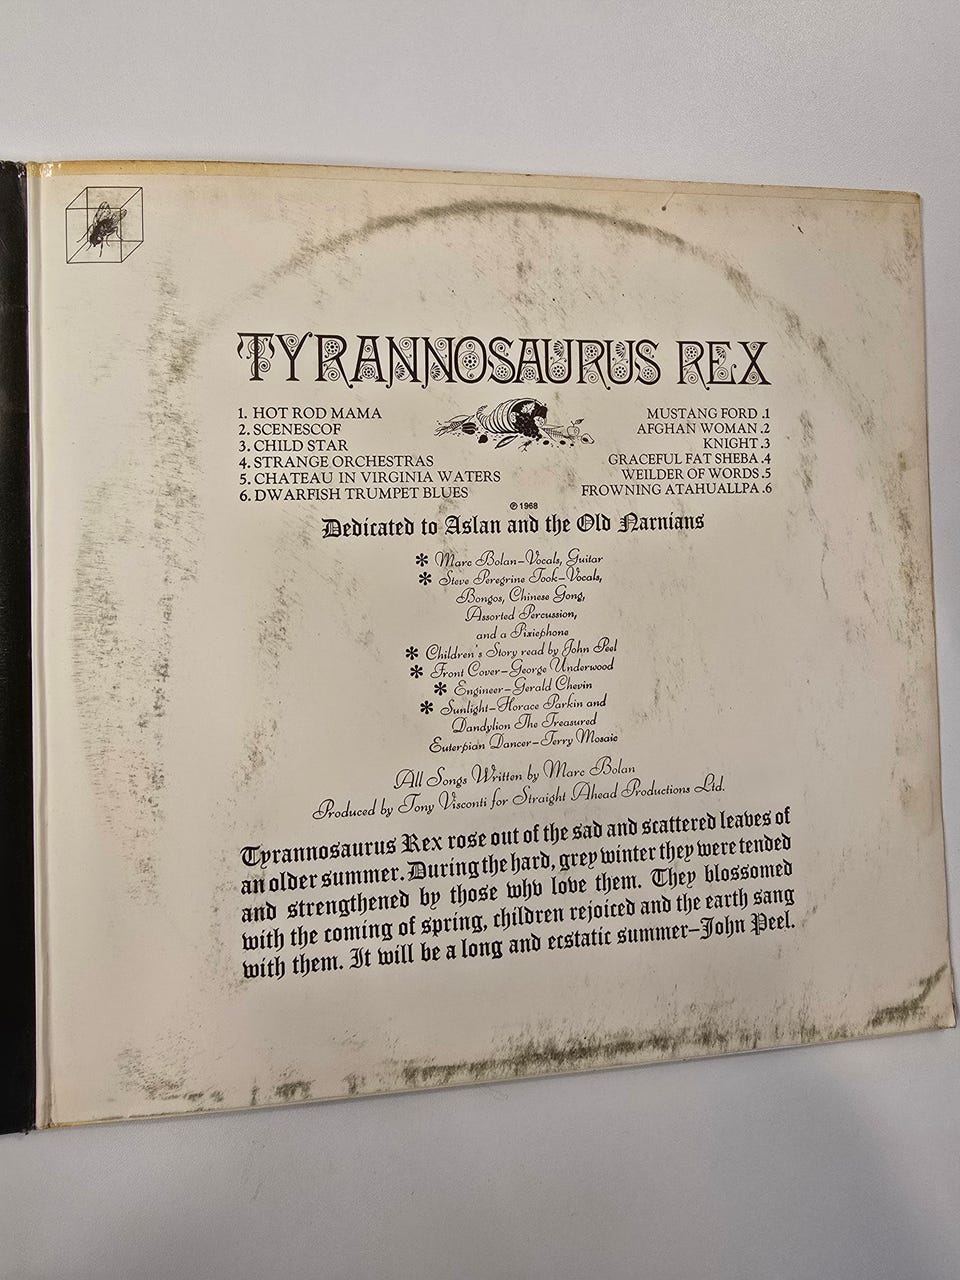 TYRANNOSAURUS REX
1. HOT ROD MAMA
2. SCENESCOF
3. CHILD STAR
4. STRANGE ORCHESTRAS
5. CHATEAU IN VIRGINIA WATERS
6. DWARFISH TRUMPET BLUES
MUSTANG FORD .1
AFGHAN WOMAN .2
KNIGHT .3
GRACEFUL FAT SHEBA .4
WEILDER OF WORDS .5
FROWNING ATAHUALLPA .6
℗ 1968
Dedicated to Aslan and the Old Narnians
✻ Marc Bolan–Vocals, Guitar
✻ Steve Peregrine Took–Vocals,
Bongos, Chinese Gong,
Assorted Percussion,
and a Pixiephone
✻ Children's Story read by John Peel
✻ Front Cover–George Underwood
✻ Engineer–Gerald Chevin
✻ Sunlight–Horace Parkin and
Dandylion The Treasured
Euterpian Dancer–Terry Mosaic
All Songs Written by Marc Bolan
Produced by Tony Visconti for Straight Ahead Productions Ltd.
Tyrannosaurus Rex rose out of the sad and scattered leaves of
an older summer. During the hard, grey winter they were tended
and strengthened by those who love them. They blossomed
with the coming of spring, children rejoiced and the earth sang
with them. It will be a long and ecstatic summer–John Peel.